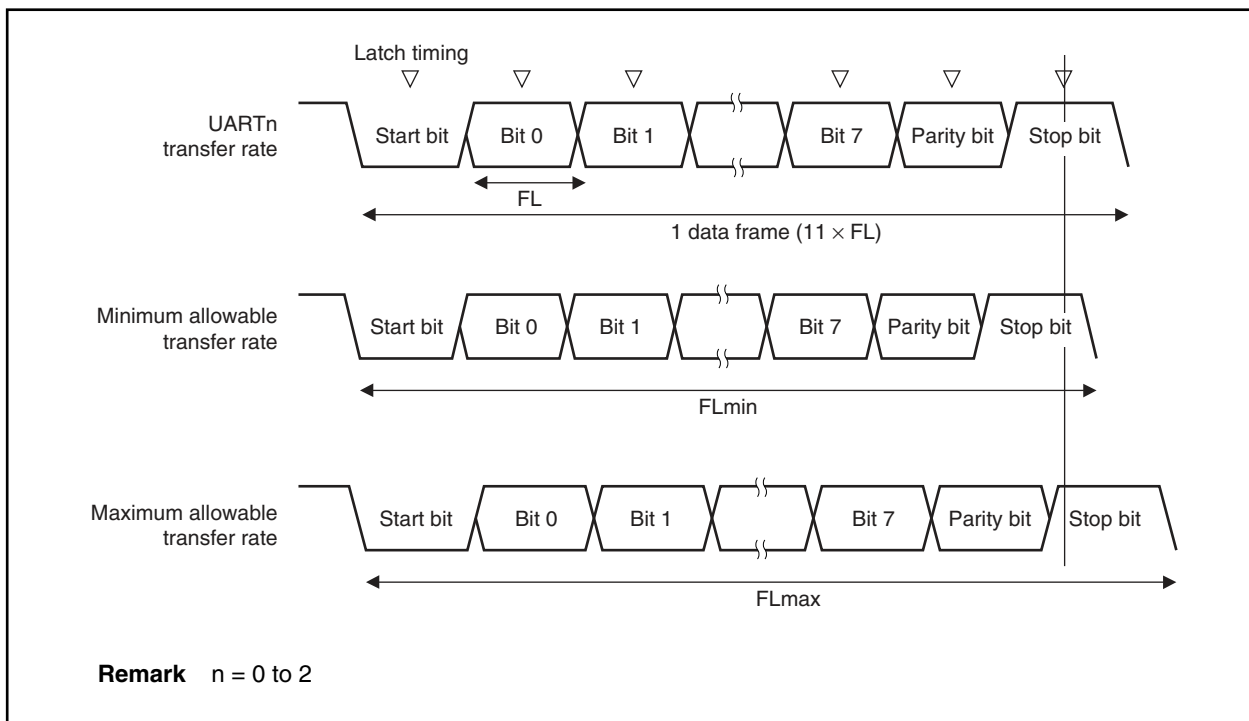 Latch timing
UARTn
transfer rate
Start bit
Bit 0
Bit 1
Bit 7
Parity bit
Stop bit
FL
1 data frame (11 × FL)
Minimum allowable
transfer rate
Start bit
Bit 0
Bit 1
Bit 7
Parity bit
Stop bit
FLmin
Maximum allowable
transfer rate
Start bit
Bit 0
Bit 1
Bit 7
Parity bit
Stop bit
FLmax
Remark n = 0 to 2